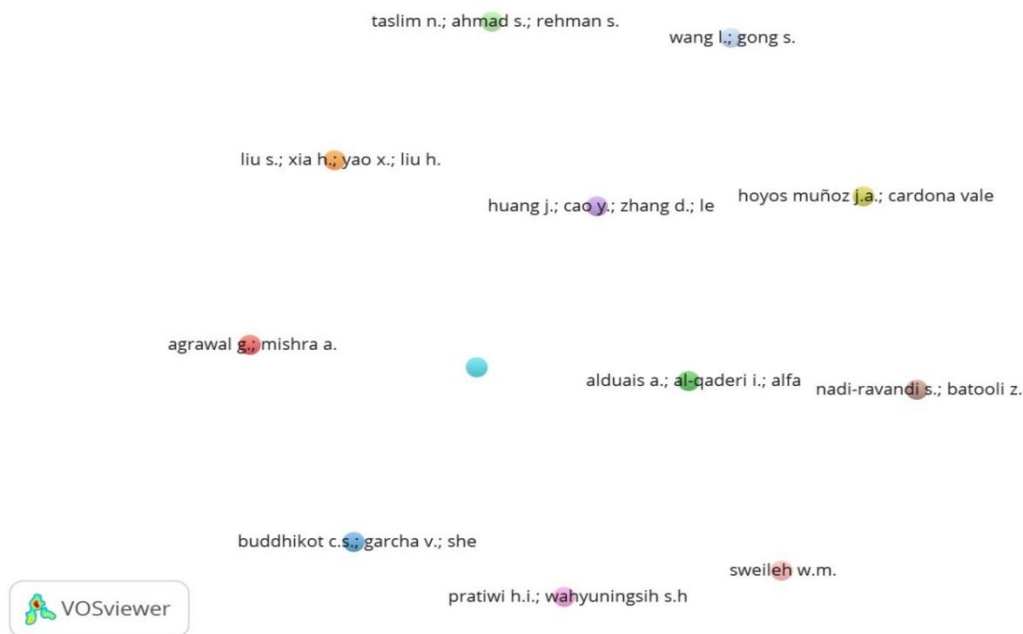 taslim n.; ahmad s.; rehman s.
wang l.; gong s.
liu s.; xia h.; yao x.; liu h.
hoyos muñoz j.a.; cardona vale
huang j.; cao y.; zhang d.; le
agrawal g.; mishra a.
alduais a.; al-qaderi i.; alfa
nadi-ravandi s.; batooli z.
buddhikot c.s.; garcha v.; she
sweileh w.m.
pratiwi h.i.; wahyuningsih s.h
VOSviewer